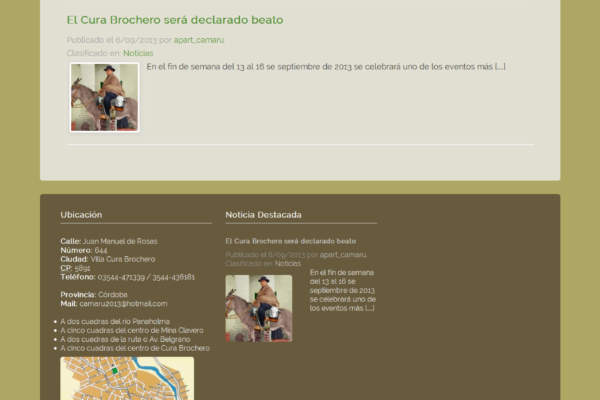 El Cura Brochero será declarado beato
Publicado el 6/09/2013 por apart_camaru.
Clasificado en: Noticias
En el fin de semana del 13 al 16 se septiembre de 2013 se celebrará uno de los eventos más [...]
Ubicación
Calle: Juan Manuel de Rosas
Número: 644
Ciudad: Villa Cura Brochero
CP: 5891
Teléfono: 03544-471339 / 3544-436161
Provincia: Córdoba
Mail: camaru2013@hotmail.com
A dos cuadras del río Panaholma
A cinco cuadras del centro de Mina Clavero
A dos cuadras de la ruta o Av. Belgrano
A cinco cuadras del centro de Cura Brochero
Noticia Destacada
El Cura Brochero será declarado beato
Publicado el 6/09/2013 por apart_camaru.
Clasificado en: Noticias
En el fin de semana
del 13 al 16 se
septiembre de 2013
se celebrará uno de
los eventos más [...]